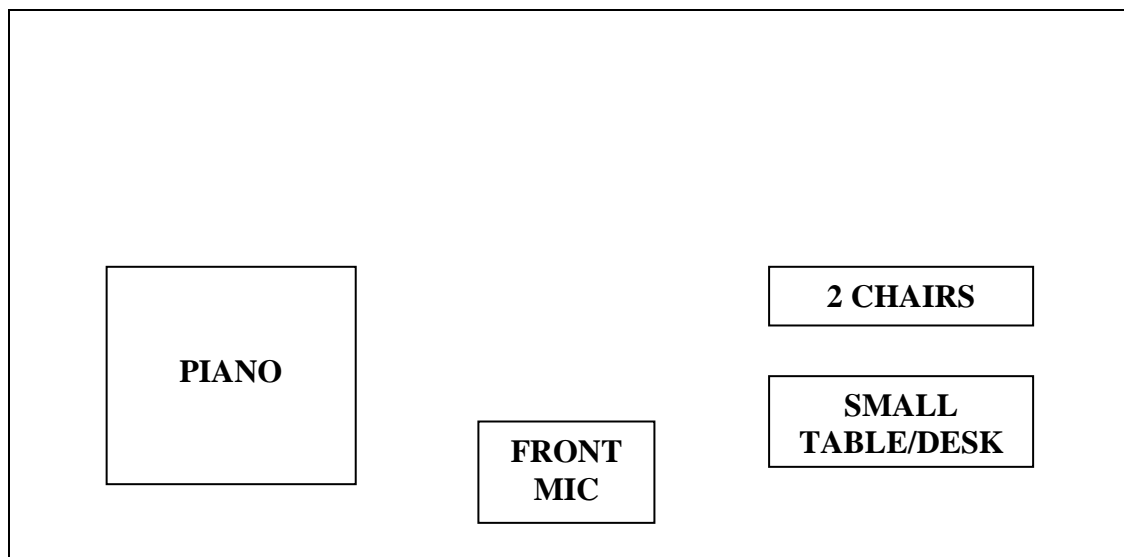 2 CHAIRS
PIANO
SMALL
TABLE/DESK
FRONT
MIC